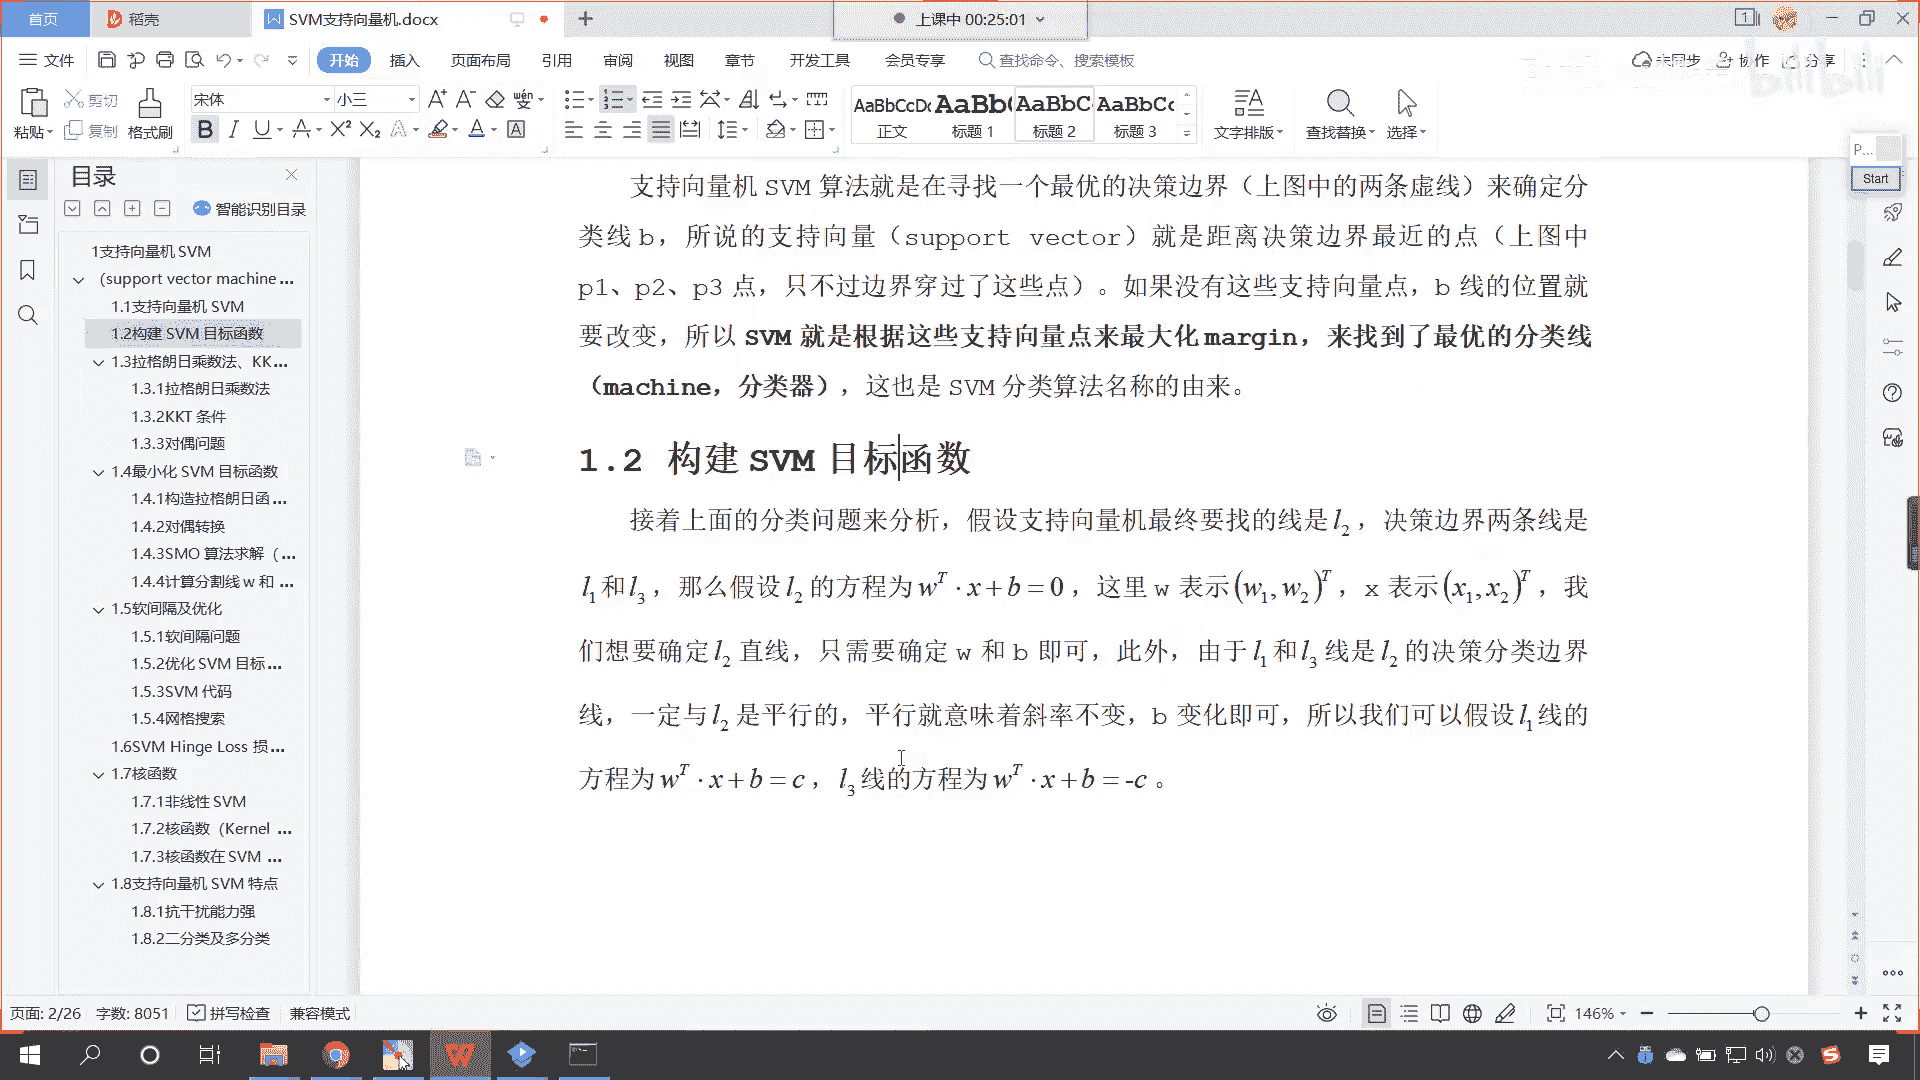 首页
稻壳
SVM支持向量机.docx
上课中 00:25:01
文件
开始
插入
页面布局
引用
审阅
视图
章节
开发工具
会员专享
查找命令、搜索模板
未同步
协作
分享
bilibili
粘贴
剪切
复制
格式刷
宋体
小三
AaBbCcDc
正文
AaBb(
标题 1
AaBbC
标题 2
AaBbC
标题 3
文字排版
查找替换
选择
P...
Start
目录
智能识别目录
1支持向量机 SVM
(support vector machine ...
1.1支持向量机 SVM
1.2构建 SVM 目标函数
1.3拉格朗日乘数法、KK...
1.3.1拉格朗日乘数法
1.3.2KKT 条件
1.3.3对偶问题
1.4最小化 SVM 目标函数
1.4.1构造拉格朗日函 ...
1.4.2对偶转换
1.4.3SMO 算法求解（ ...
1.4.4计算分割线 w 和 ...
1.5软间隔及优化
1.5.1软间隔问题
1.5.2优化 SVM 目标...
1.5.3SVM 代码
1.5.4网格搜索
1.6SVM Hinge Loss 损...
1.7核函数
1.7.1非线性 SVM
1.7.2核函数（Kernel ...
1.7.3核函数在 SVM ...
1.8支持向量机 SVM 特点
1.8.1抗干扰能力强
1.8.2二分类及多分类
支持向量机 SVM 算法就是在寻找一个最优的决策边界（上图中的两条虚线）来确定分
类线 b，所说的支持向量（support vector）就是距离决策边界最近的点（上图中
p1、p2、p3 点，只不过边界穿过了这些点）。如果没有这些支持向量点，b 线的位置就
要改变，所以 SVM 就是根据这些支持向量点来最大化 margin，来找到了最优的分类线
（machine，分类器），这也是 SVM 分类算法名称的由来。
1.2 构建 SVM 目标函数
接着上面的分类问题来分析，假设支持向量机最终要找的线是 l₂，决策边界两条线是
l₁和 l₃，那么假设 l₂ 的方程为 wᵀ·x+b=0，这里 w 表示 (w₁,w₂)ᵀ，x 表示 (x₁,x₂)ᵀ，我
们想要确定 l₂ 直线，只需要确定 w 和 b 即可，此外，由于 l₁和 l₃ 线是 l₂ 的决策分类边界
线，一定与 l₂ 是平行的，平行就意味着斜率不变，b 变化即可，所以我们可以假设 l₁线的
方程为 wᵀ·x+b=c，l₃线的方程为 wᵀ·x+b=-c。
页面: 2/26
字数: 8051
拼写检查
兼容模式
146%